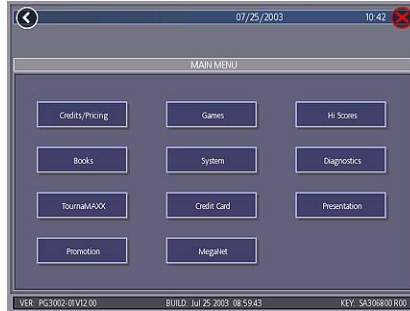 07/25/2003 10:42
MAIN MENU
Credits/Pricing Games Hi Scores
Books System Diagnostics
TournaMAXX Credit Card Presentation
Promotion MegaNet
VER: PG3002-01V12.00 BUILD: Jul 25 2003 08:59:43 KEY: SA306800 R00